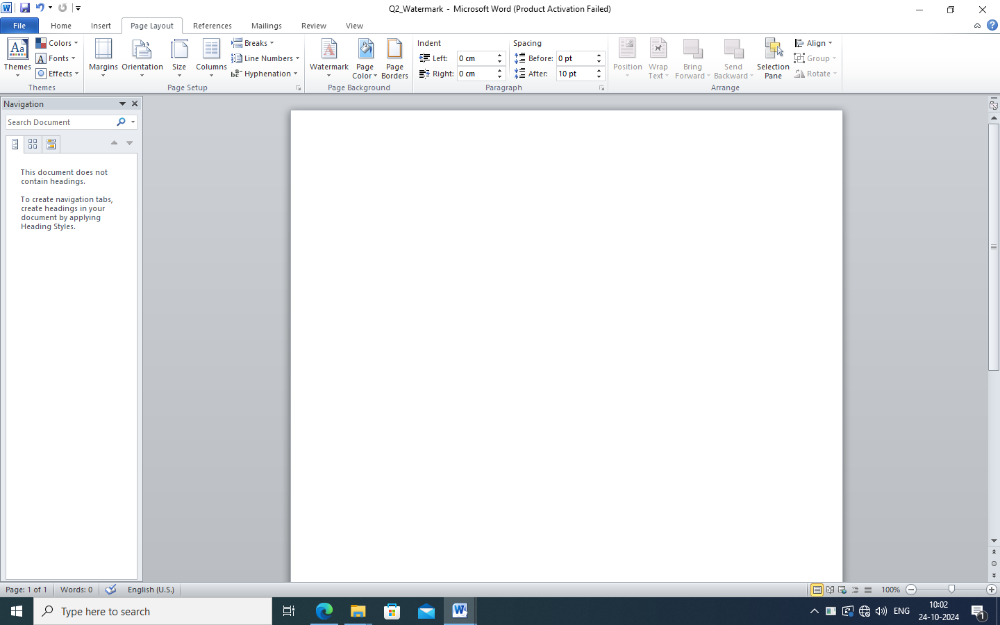 Q2_Watermark - Microsoft Word (Product Activation Failed)
File Home Insert Page Layout References Mailings Review View
Themes
Colors
Fonts
Effects
Themes
Margins
Orientation
Size
Columns
Breaks
Line Numbers
Hyphenation
Page Setup
Watermark
Page Color
Page Borders
Page Background
Indent
Left: 0 cm
Right: 0 cm
Spacing
Before: 0 pt
After: 10 pt
Paragraph
Position
Wrap Text
Bring Forward
Send Backward
Selection Pane
Align
Group
Rotate
Arrange
Navigation
Search Document
This document does not
contain headings.
To create navigation tabs,
create headings in your
document by applying
Heading Styles.
Page: 1 of 1 Words: 0 English (U.S.) 100%
Type here to search
ENG
10:02
24-10-2024
1